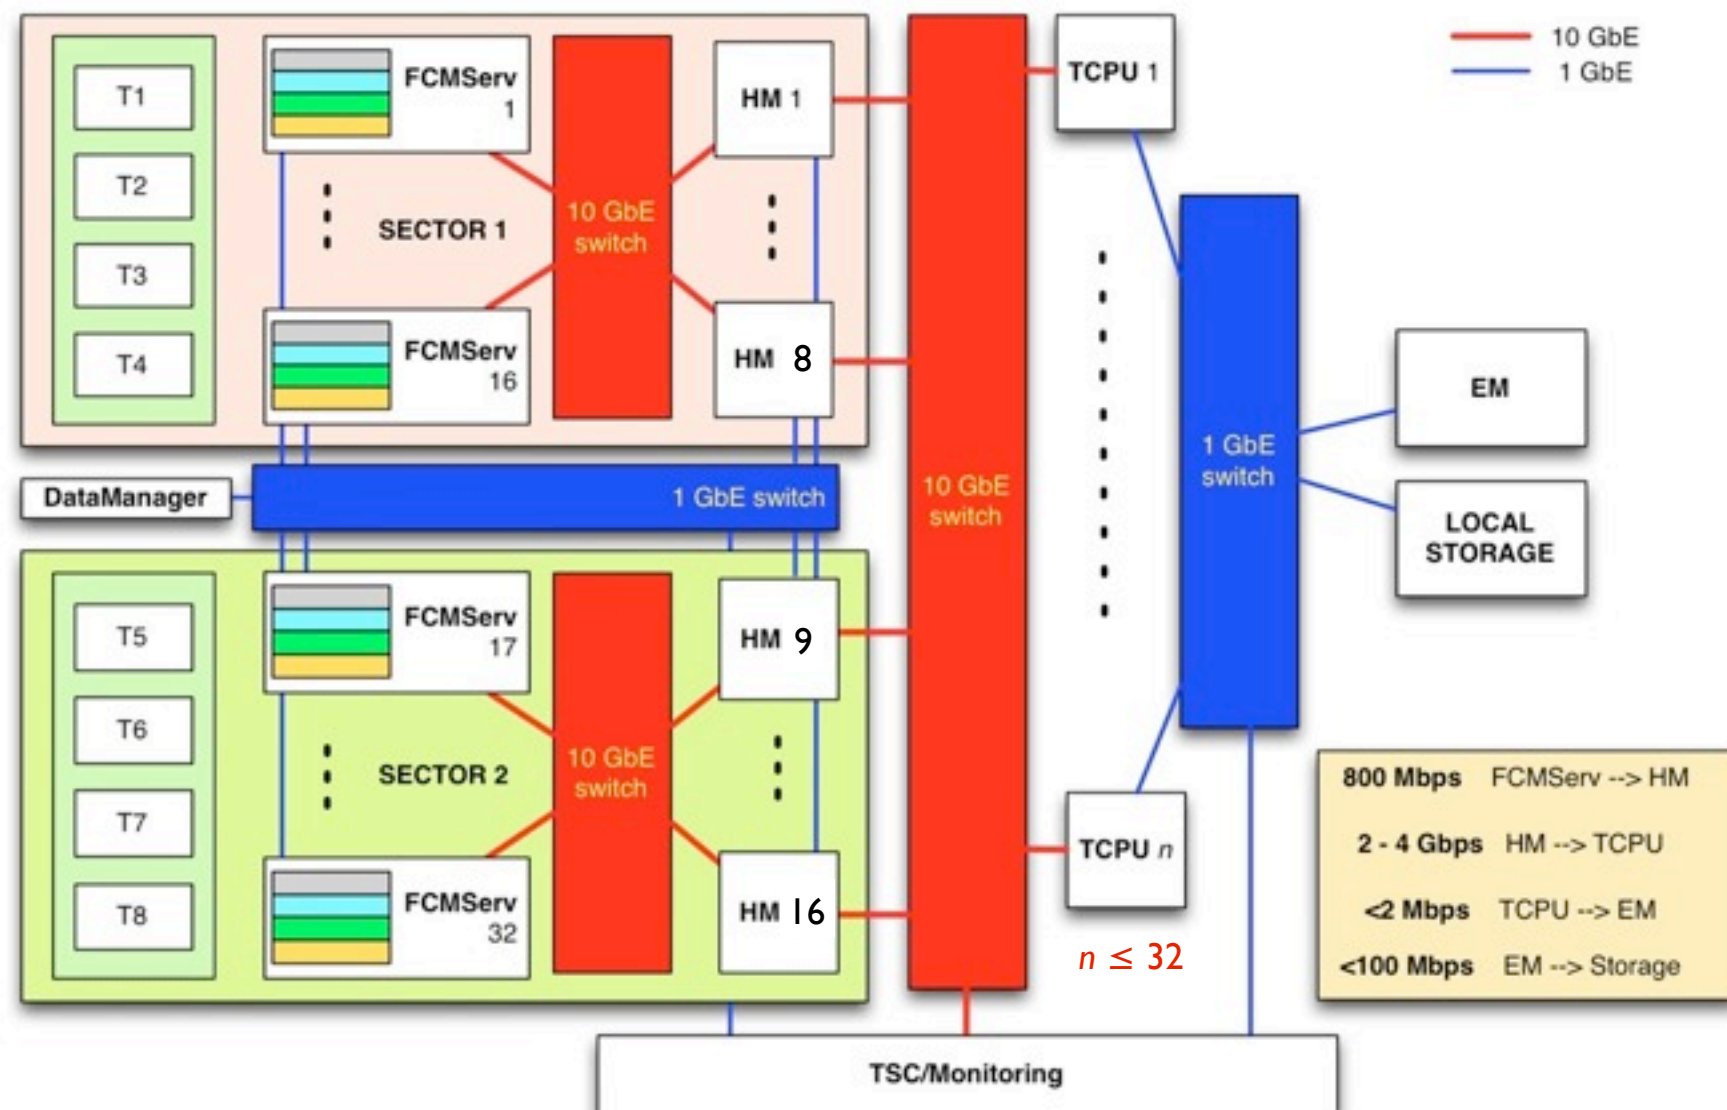 10 GbE
1 GbE
T1
T2
T3
T4
FCMServ
1
SECTOR 1
FCMServ
16
10 GbE
switch
HM 1
HM 8
DataManager
1 GbE switch
T5
T6
T7
T8
FCMServ
17
SECTOR 2
FCMServ
32
10 GbE
switch
HM 9
HM 16
10 GbE
switch
TCPU 1
TCPU n
n ≤ 32
1 GbE
switch
EM
LOCAL
STORAGE
800 Mbps FCMServ --> HM
2 - 4 Gbps HM --> TCPU
<2 Mbps TCPU --> EM
<100 Mbps EM --> Storage
TSC/Monitoring